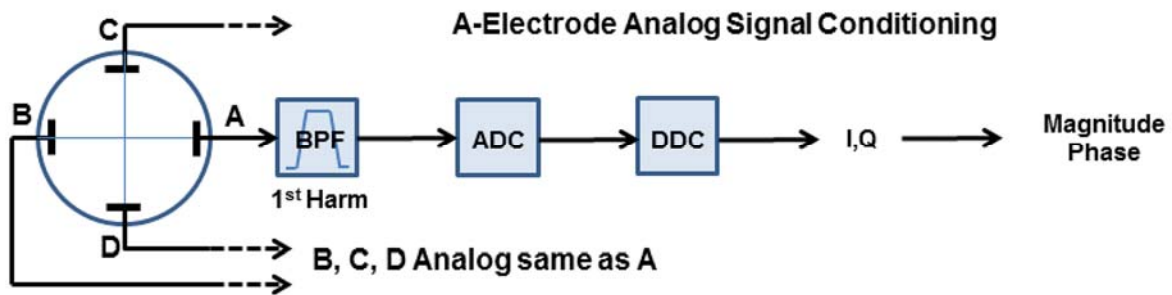 C
A-Electrode Analog Signal Conditioning
B
A
BPF
ADC
DDC
I,Q
Magnitude
Phase
1st Harm
D
B, C, D Analog same as A